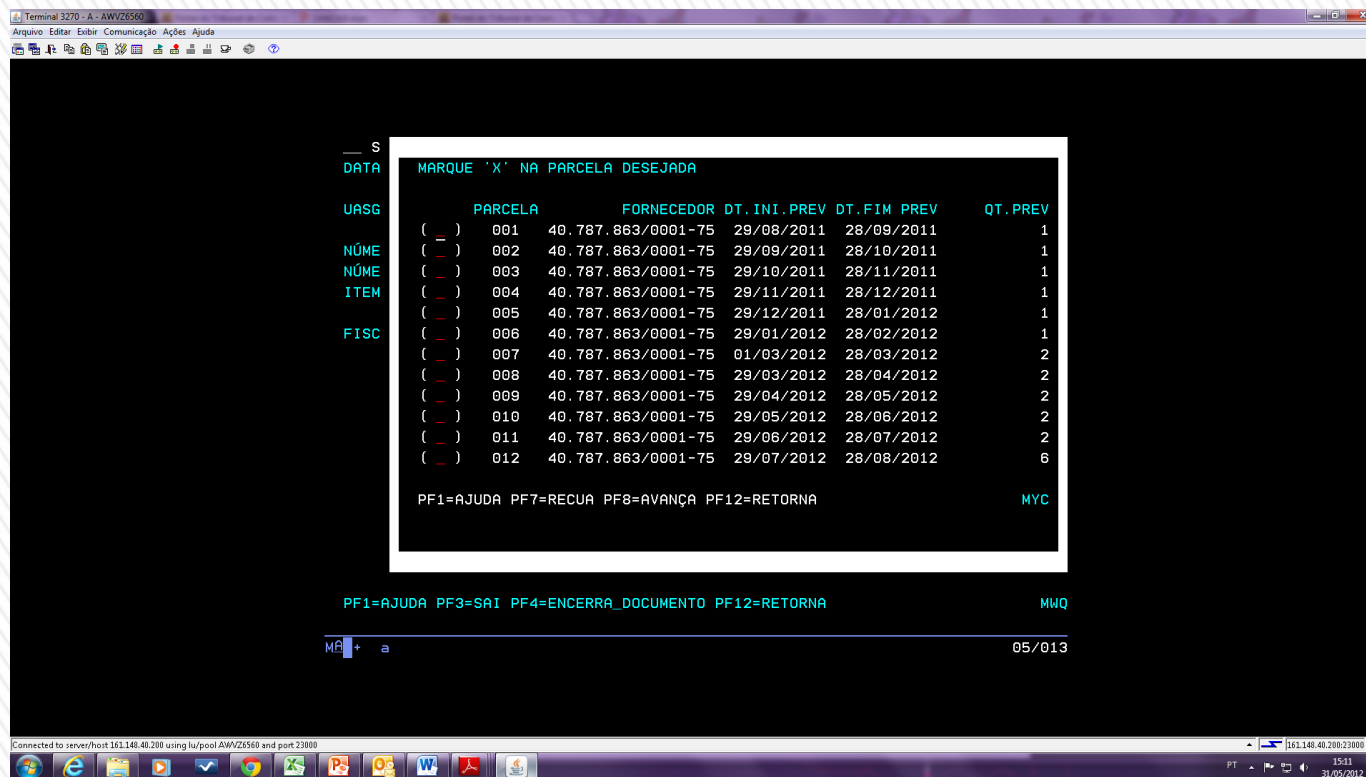 Terminal 3270 - A - AWVZ6560
Arquivo Editar Exibir Comunicação Ações Ajuda
__ S
DATA MARQUE 'X' NA PARCELA DESEJADA
UASG PARCELA FORNECEDOR DT.INI.PREV DT.FIM PREV QT.PREV
( _ ) 001 40.787.863/0001-75 29/08/2011 28/09/2011 1
NÚME ( _ ) 002 40.787.863/0001-75 29/09/2011 28/10/2011 1
NÚME ( _ ) 003 40.787.863/0001-75 29/10/2011 28/11/2011 1
ITEM ( _ ) 004 40.787.863/0001-75 29/11/2011 28/12/2011 1
( _ ) 005 40.787.863/0001-75 29/12/2011 28/01/2012 1
FISC ( _ ) 006 40.787.863/0001-75 29/01/2012 28/02/2012 1
( _ ) 007 40.787.863/0001-75 01/03/2012 28/03/2012 2
( _ ) 008 40.787.863/0001-75 29/03/2012 28/04/2012 2
( _ ) 009 40.787.863/0001-75 29/04/2012 28/05/2012 2
( _ ) 010 40.787.863/0001-75 29/05/2012 28/06/2012 2
( _ ) 011 40.787.863/0001-75 29/06/2012 28/07/2012 2
( _ ) 012 40.787.863/0001-75 29/07/2012 28/08/2012 6
PF1=AJUDA PF7=RECUA PF8=AVANÇA PF12=RETORNA MYC
PF1=AJUDA PF3=SAI PF4=ENCERRA_DOCUMENTO PF12=RETORNA MWQ
MA + a 05/013
Connected to server/host 161.148.40.200 using lu/pool AWVZ6560 and port 23000 161.148.40.200:23000
PT 15:11
31/05/2012